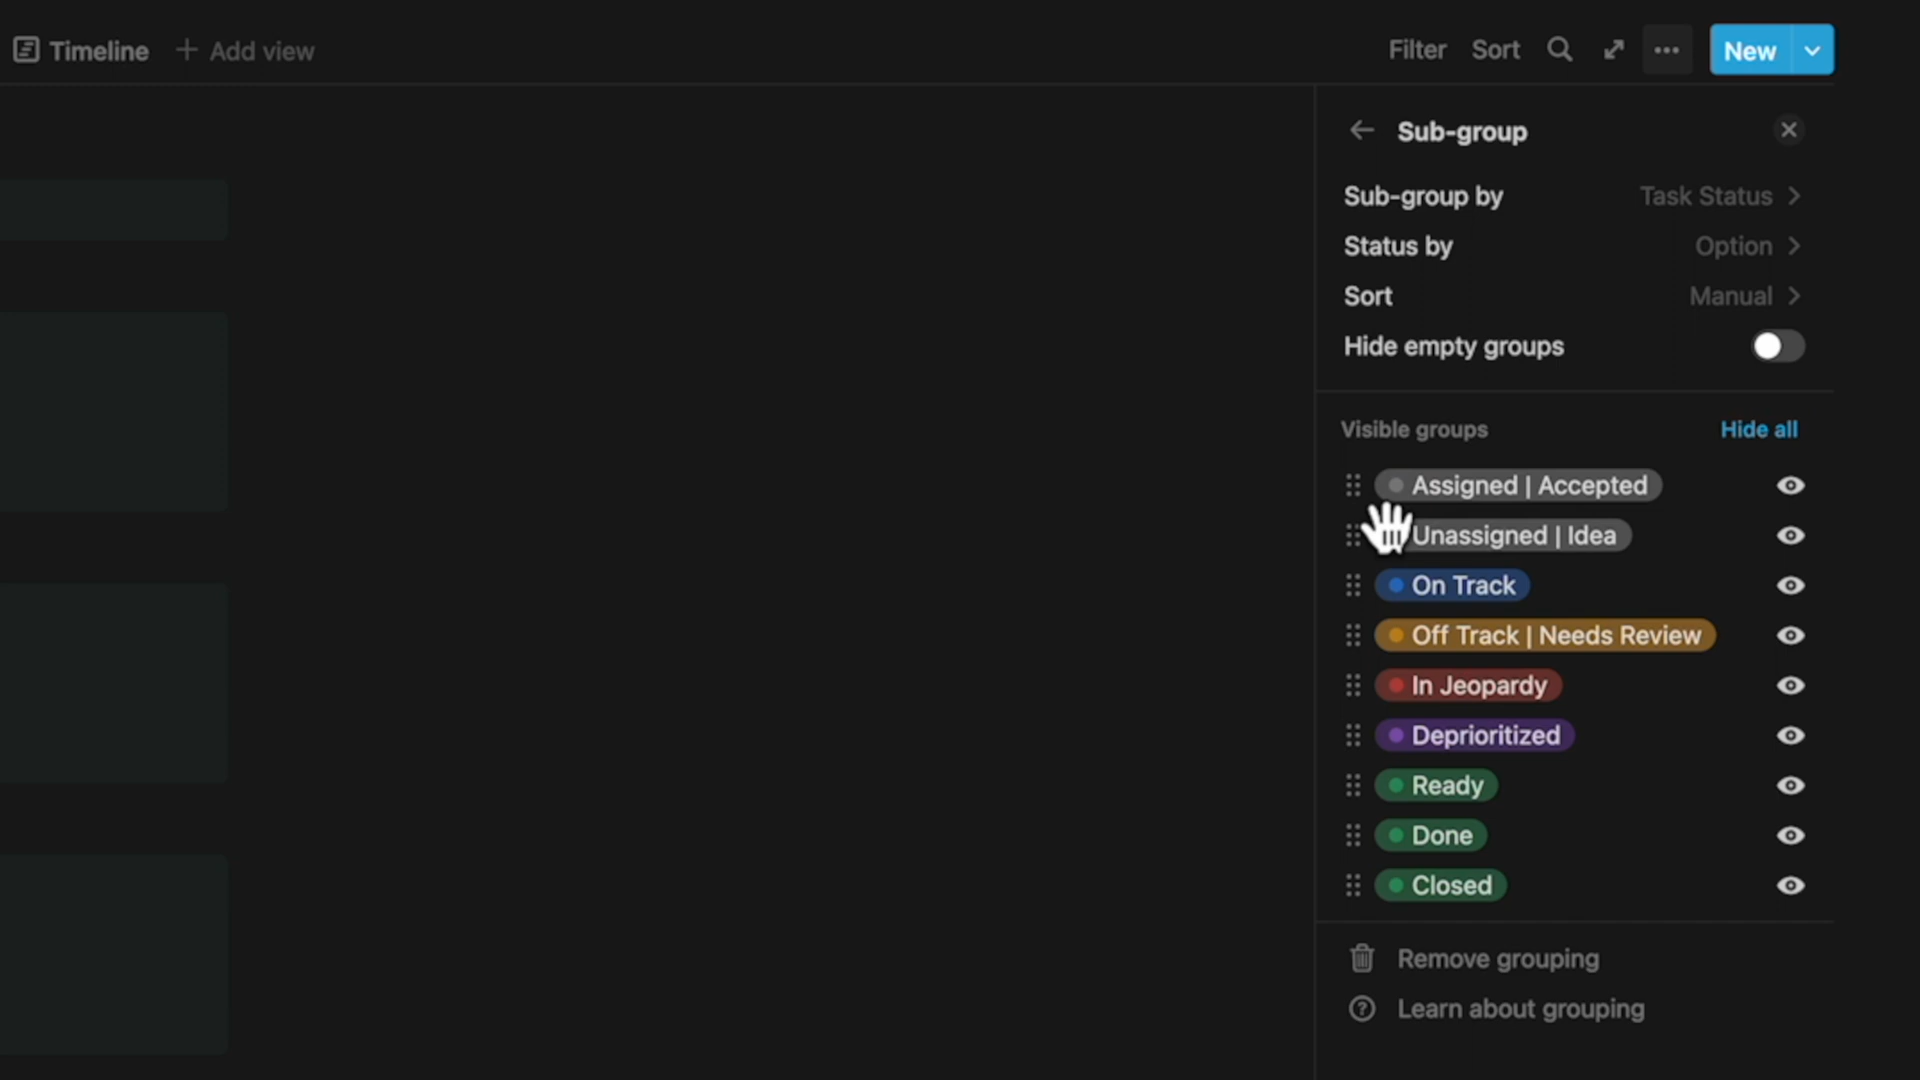 Timeline + Add view Filter Sort New
Sub-group
Sub-group by Task Status
Status by Option
Sort Manual
Hide empty groups
Visible groups Hide all
Assigned | Accepted
Unassigned | Idea
On Track
Off Track | Needs Review
In Jeopardy
Deprioritized
Ready
Done
Closed
Remove grouping
Learn about grouping